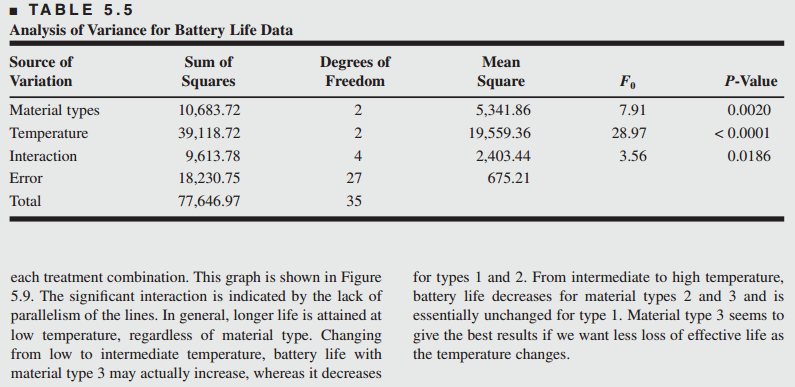 ■ TABLE 5.5
Analysis of Variance for Battery Life Data
Source of Variation Sum of Squares Degrees of Freedom Mean Square F₀ P-Value
Material types 10,683.72 2 5,341.86 7.91 0.0020
Temperature 39,118.72 2 19,559.36 28.97 < 0.0001
Interaction 9,613.78 4 2,403.44 3.56 0.0186
Error 18,230.75 27 675.21
Total 77,646.97 35
each treatment combination. This graph is shown in Figure
5.9. The significant interaction is indicated by the lack of
parallelism of the lines. In general, longer life is attained at
low temperature, regardless of material type. Changing
from low to intermediate temperature, battery life with
material type 3 may actually increase, whereas it decreases
for types 1 and 2. From intermediate to high temperature,
battery life decreases for material types 2 and 3 and is
essentially unchanged for type 1. Material type 3 seems to
give the best results if we want less loss of effective life as
the temperature changes.